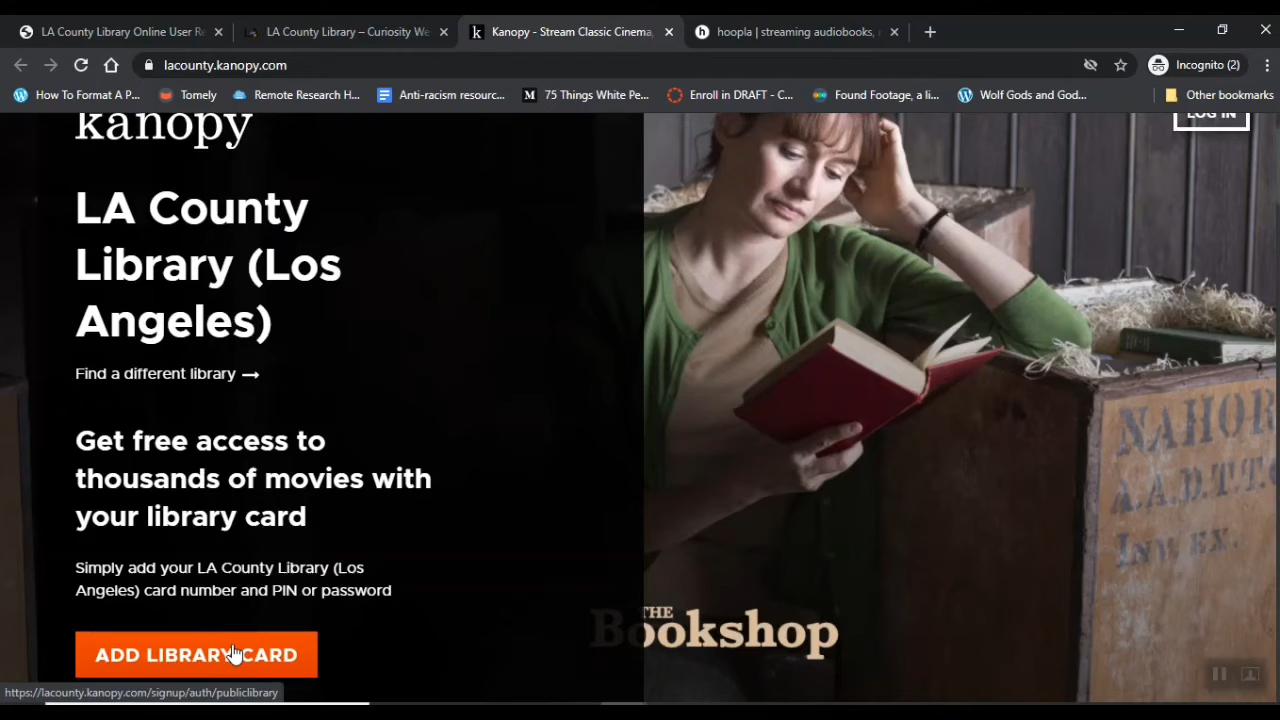 LA County Library Online User R
LA County Library – Curiosity We
Kanopy - Stream Classic Cinema,
hoopla | streaming audiobooks,
lacounty.kanopy.com
Incognito (2)
How To Format A P...
Tomely
Remote Research H...
Anti-racism resourc...
75 Things White Pe...
Enroll in DRAFT - C...
Found Footage, a li...
Wolf Gods and God...
Other bookmarks
kanopy
LOG IN
LA County
Library (Los
Angeles)
Find a different library →
Get free access to
thousands of movies with
your library card
Simply add your LA County Library (Los
Angeles) card number and PIN or password
ADD LIBRARY CARD
NAHOR
A.A.D.T.T.
INW EX.
THE
Bookshop
https://lacounty.kanopy.com/signup/auth/publiclibrary